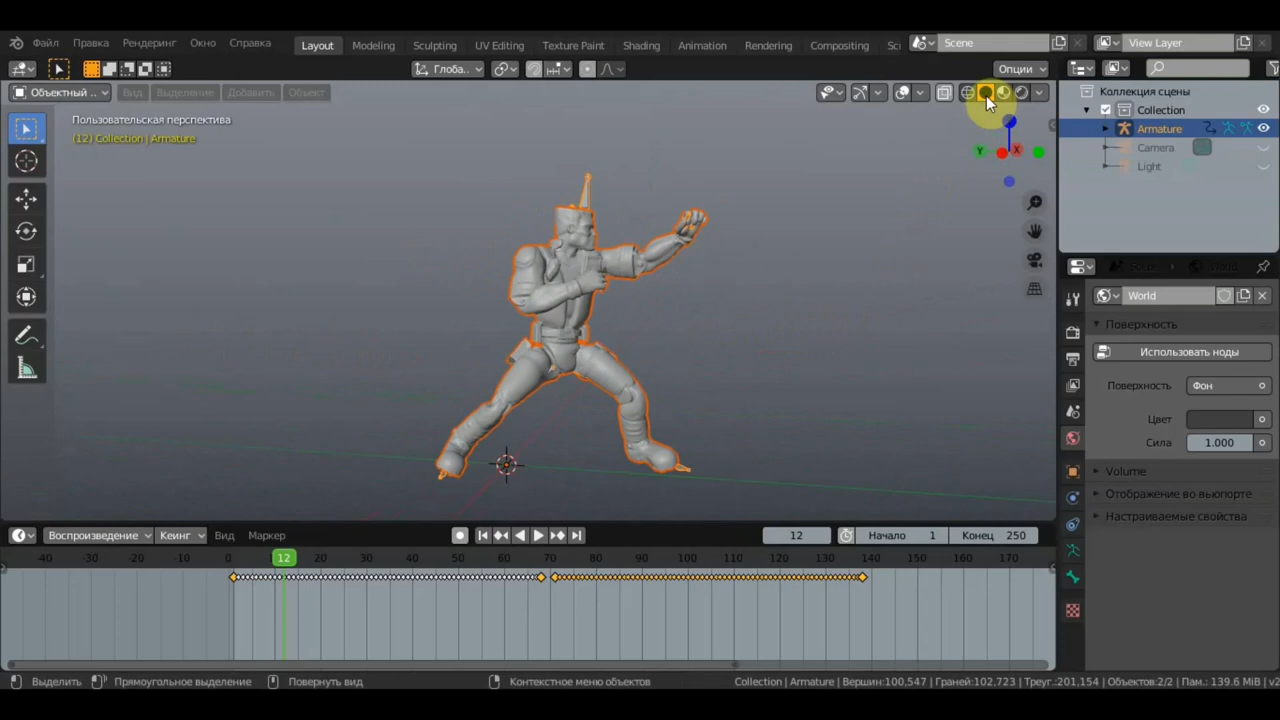 Файл Правка Рендеринг Окно Справка Layout Modeling Sculpting UV Editing Texture Paint Shading Animation Rendering Compositing Sc Scene View Layer
Глоба.. Опции
Объектный .. Вид Выделение Добавить Объект
Пользовательская перспектива
(12) Collection | Armature
Y X
Коллекция сцены
Collection
Armature
Camera
Light
World
Поверхность
Использовать ноды
Поверхность Фон
Цвет
Сила 1.000
Volume
Отображение во вьюпорте
Настраиваемые свойства
Воспроизведение Кеинг Вид Маркер 12 Начало 1 Конец 250
-40 -30 -20 -10 0 12 20 30 40 50 60 70 80 90 100 110 120 130 140 150 160 170
Выделить Прямоугольное выделение Повернуть вид Контекстное меню объектов Collection | Armature | Вершин:100,547 | Граней:102,723 | Треуг.:201,154 | Объектов:2/2 | Пам.: 139.6 MiB | v2